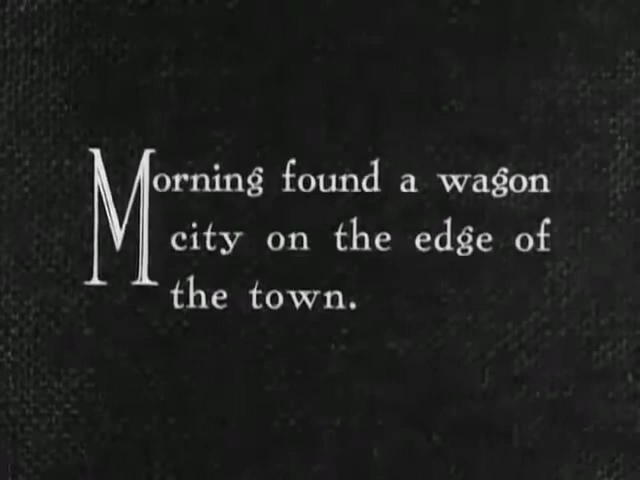 Morning found a wagon
city on the edge of
the town.